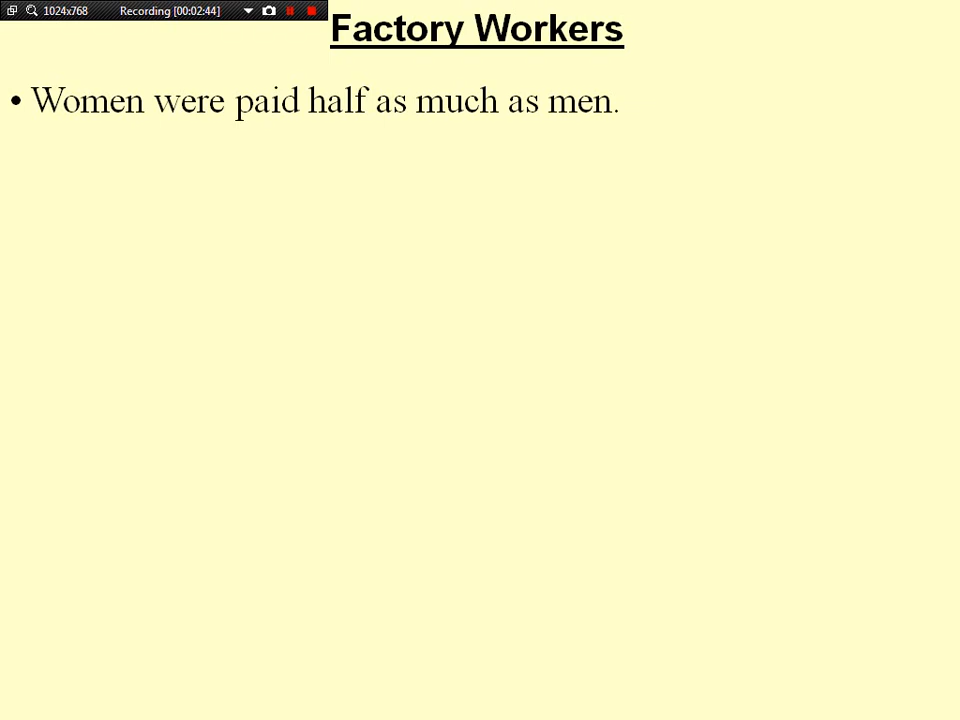 1024x768 Recording [00:02:44]
Factory Workers
• Women were paid half as much as men.